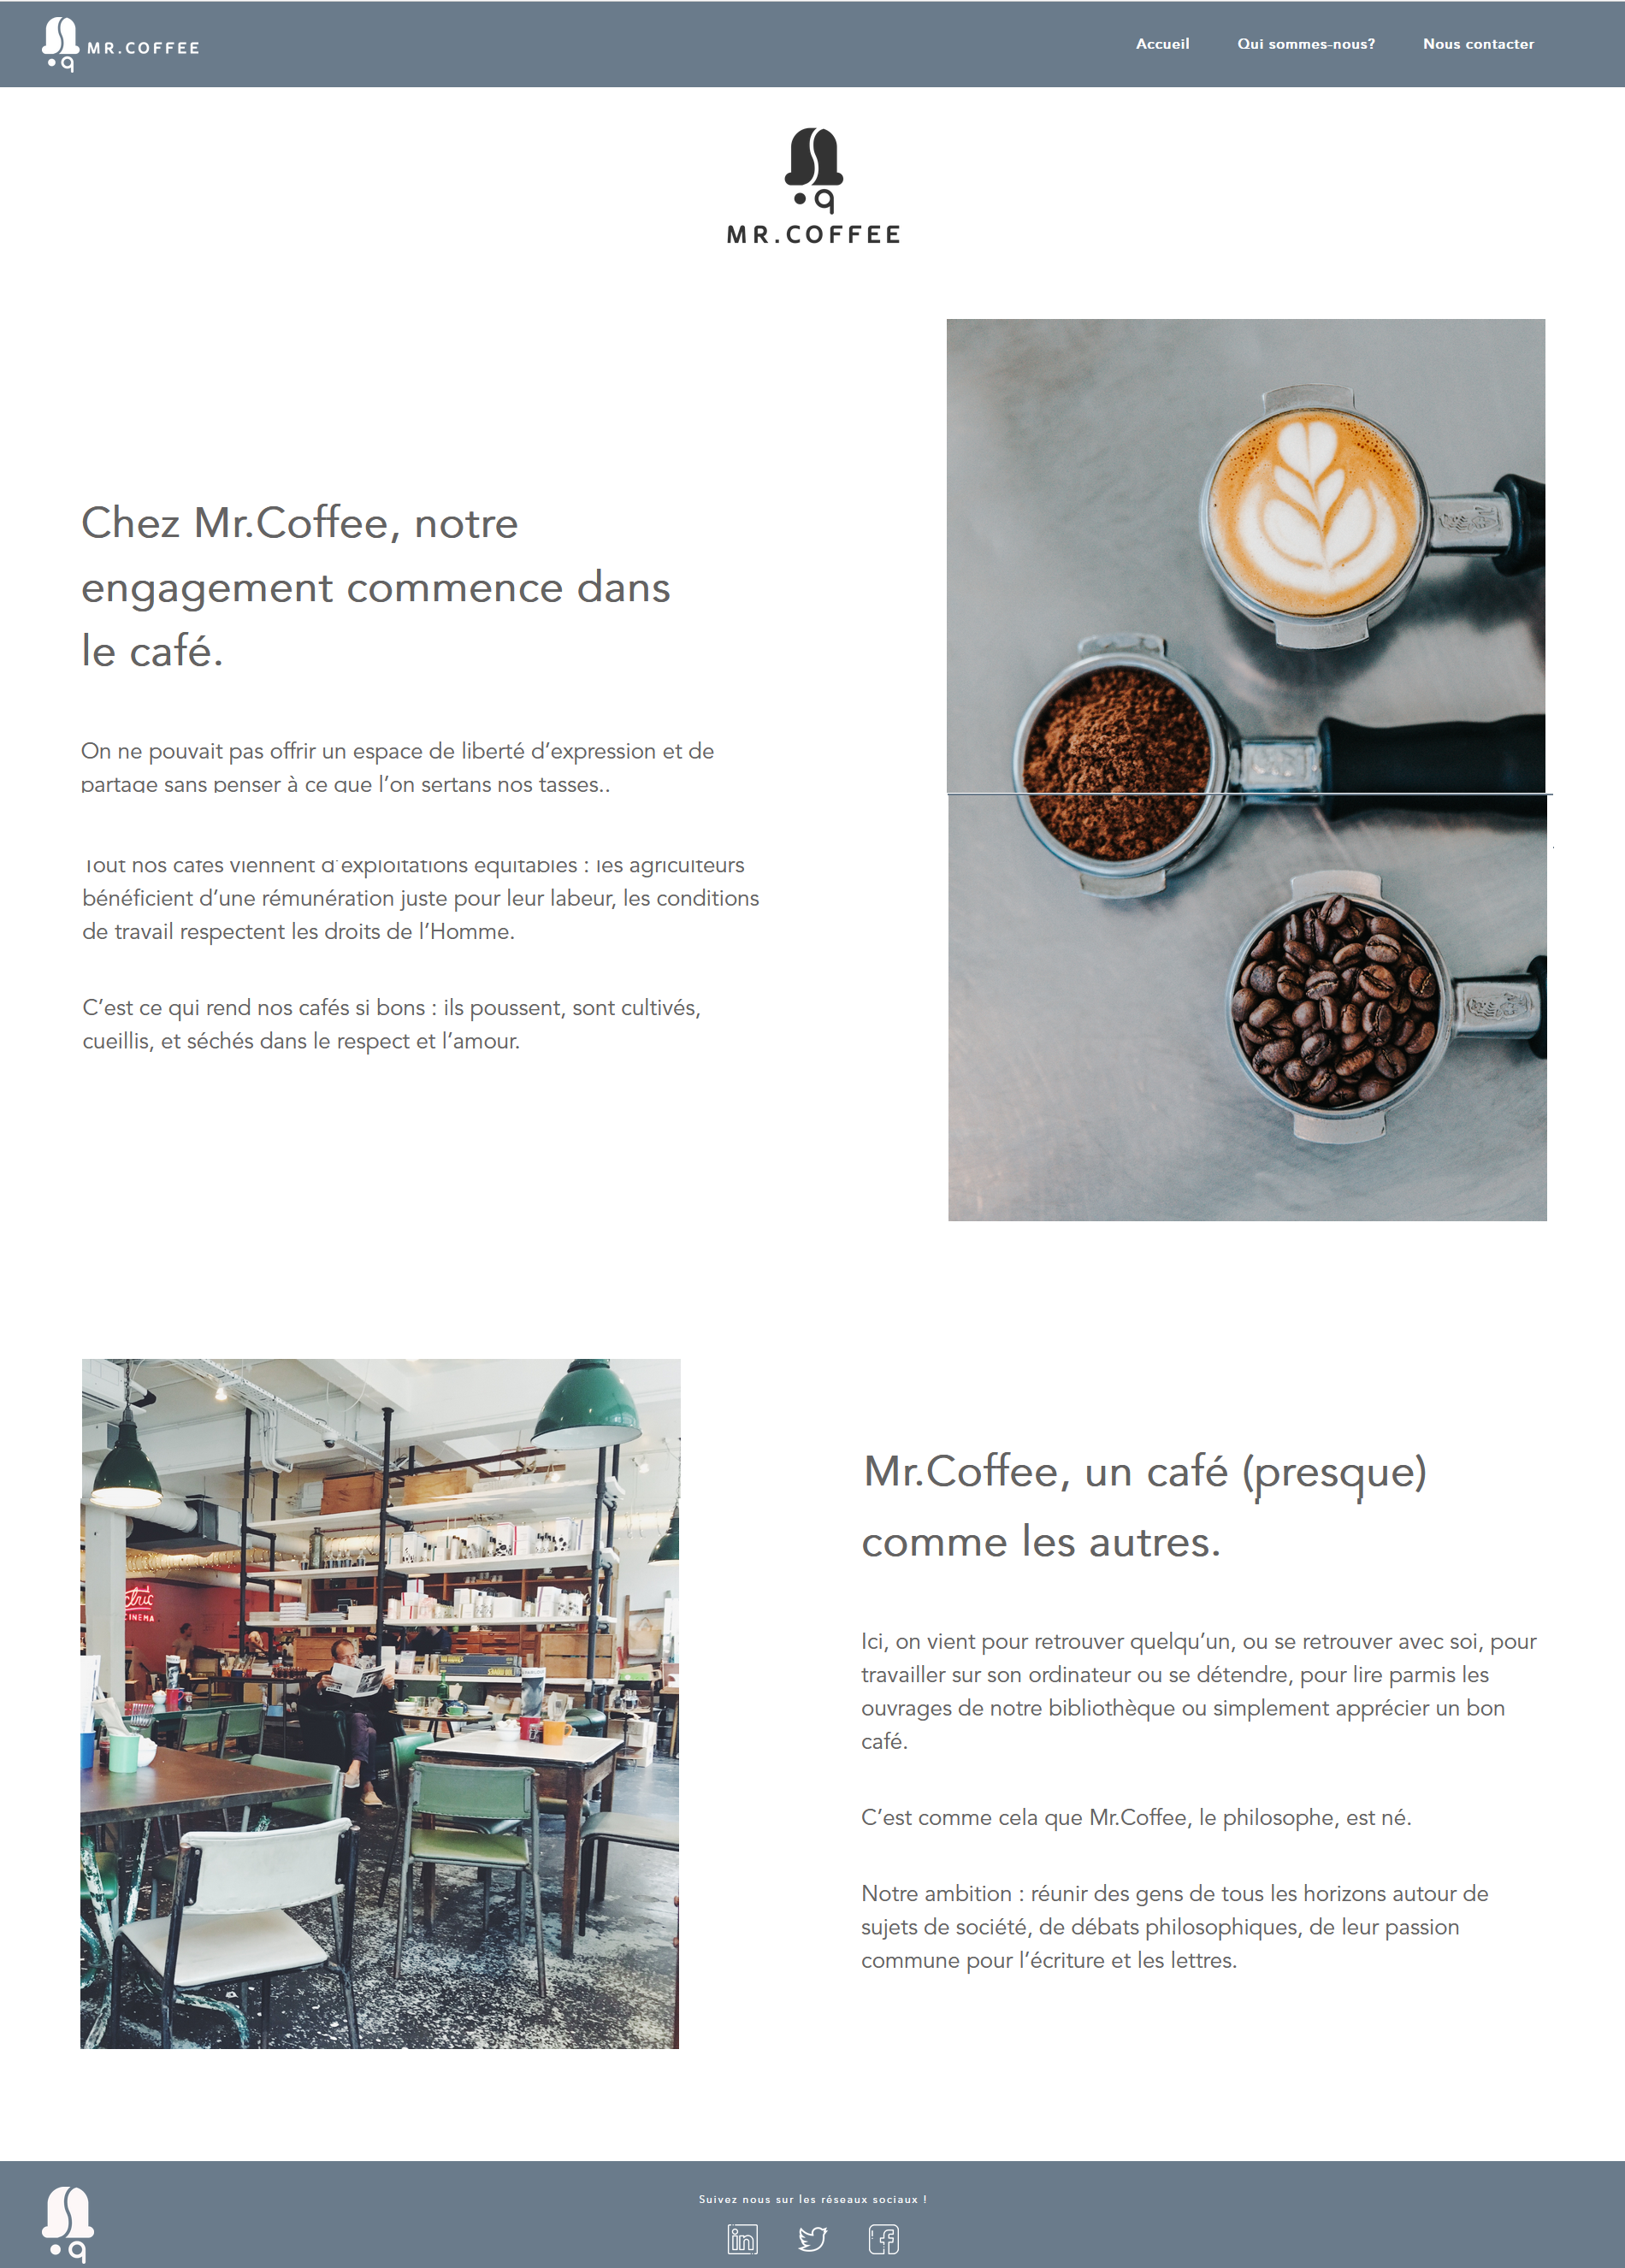 MR.COFFEE
Accueil Qui sommes-nous? Nous contacter
MR.COFFEE
Chez Mr.Coffee, notre
engagement commence dans
le café.
On ne pouvait pas offrir un espace de liberté d’expression et de
partage sans penser à ce que l’on sertans nos tasses..
Tout nos cafés viennent d’exploitations équitables : les agriculteurs
bénéficient d’une rémunération juste pour leur labeur, les conditions
de travail respectent les droits de l’Homme.
C’est ce qui rend nos cafés si bons : ils poussent, sont cultivés,
cueillis, et séchés dans le respect et l’amour.
CINEMA
Mr.Coffee, un café (presque)
comme les autres.
Ici, on vient pour retrouver quelqu’un, ou se retrouver avec soi, pour
travailler sur son ordinateur ou se détendre, pour lire parmis les
ouvrages de notre bibliothèque ou simplement apprécier un bon
café.
C’est comme cela que Mr.Coffee, le philosophe, est né.
Notre ambition : réunir des gens de tous les horizons autour de
sujets de société, de débats philosophiques, de leur passion
commune pour l’écriture et les lettres.
Suivez nous sur les réseaux sociaux !
in